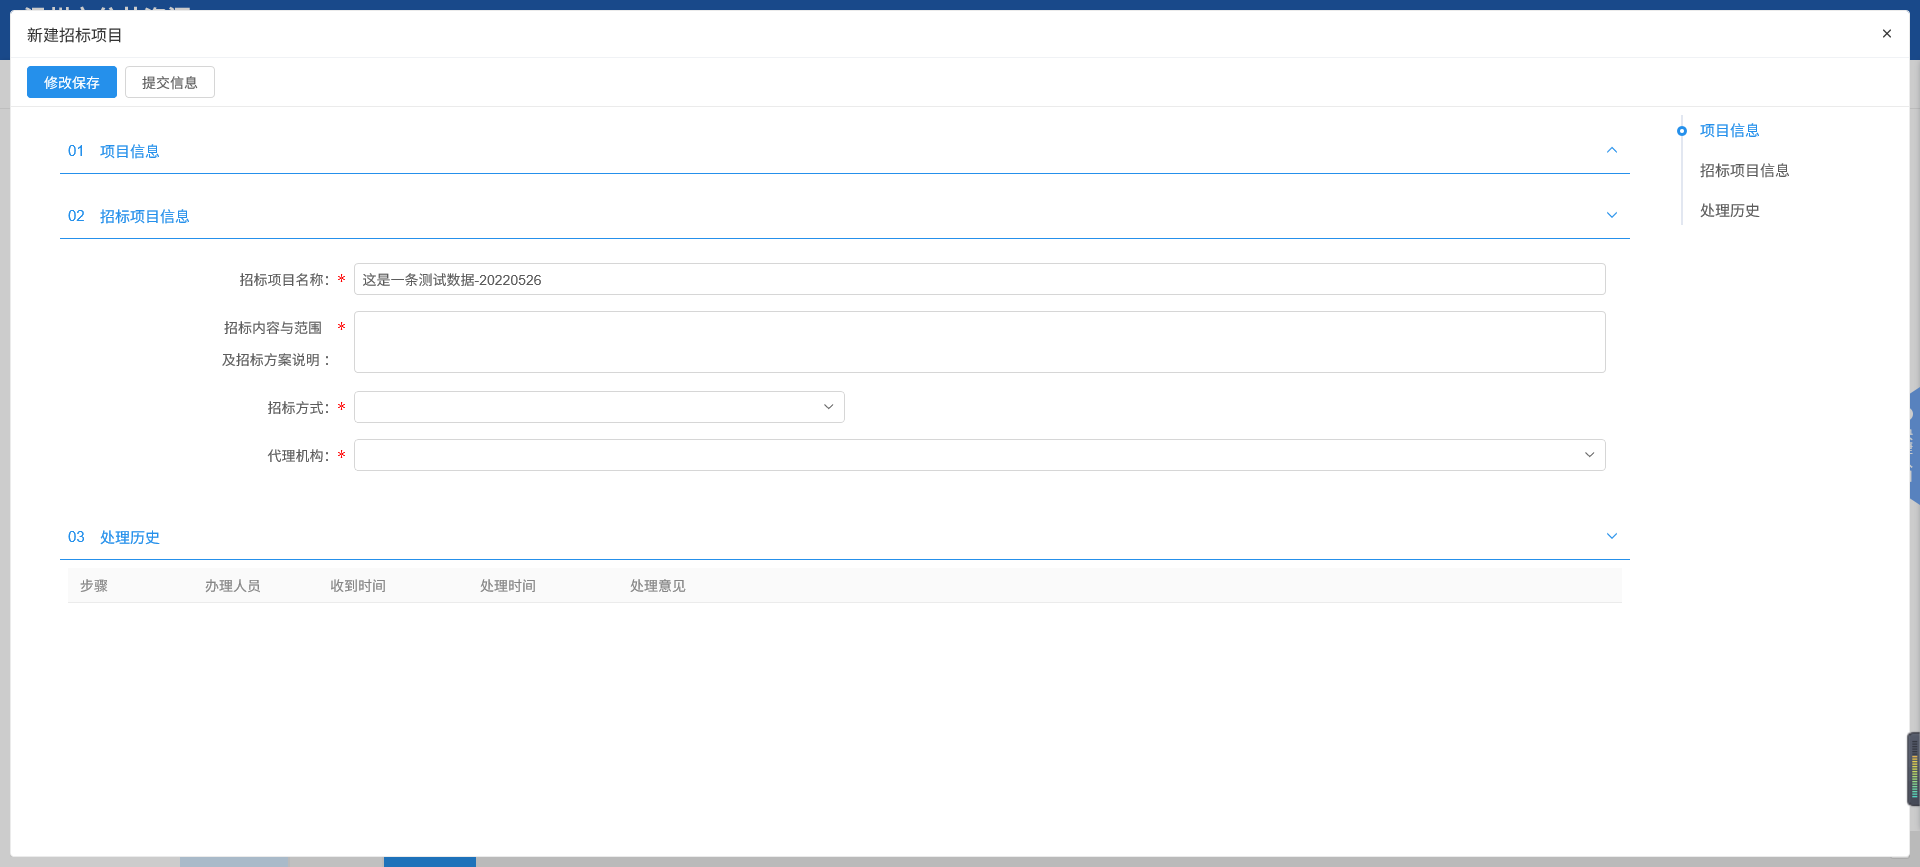 新建招标项目
×
修改保存 提交信息
01 项目信息
02 招标项目信息
招标项目名称：* 这是一条测试数据-20220526
招标内容与范围 *
及招标方案说明：
招标方式：*
代理机构：*
03 处理历史
步骤 办理人员 收到时间 处理时间 处理意见
项目信息
招标项目信息
处理历史